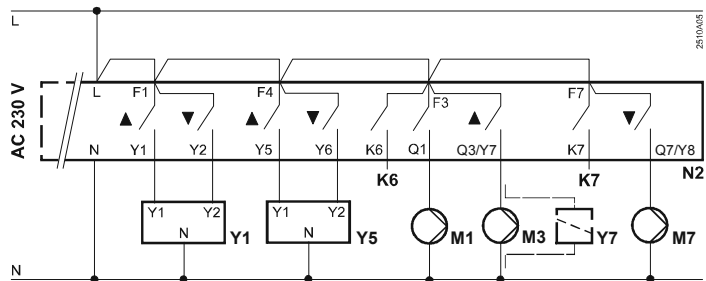 L
2510A05
AC 230 V
L F1 F4 F3 F7
▲ ▼ ▲ ▼ ▲ ▼
N Y1 Y2 Y5 Y6 K6 Q1 Q3/Y7 K7 Q7/Y8
K6 K7 N2
Y1 Y2 Y1 Y2
N Y1 N Y5 M1 M3 Y7 M7
N